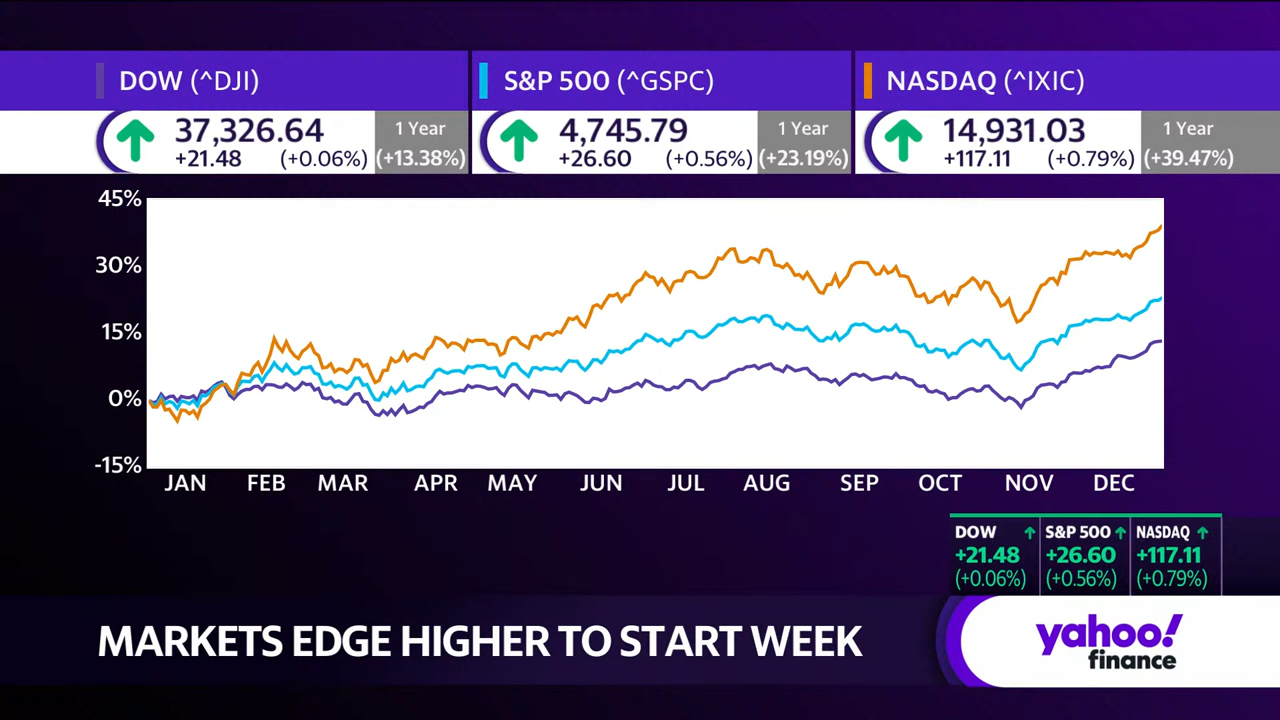 DOW (^DJI)
37,326.64
+21.48 (+0.06%)
1 Year
(+13.38%)
S&P 500 (^GSPC)
4,745.79
+26.60 (+0.56%)
1 Year
(+23.19%)
NASDAQ (^IXIC)
14,931.03
+117.11 (+0.79%)
1 Year
(+39.47%)
45%
30%
15%
0%
-15%
JAN FEB MAR APR MAY JUN JUL AUG SEP OCT NOV DEC
DOW
+21.48
(+0.06%)
S&P 500
+26.60
(+0.56%)
NASDAQ
+117.11
(+0.79%)
MARKETS EDGE HIGHER TO START WEEK
yahoo!
finance